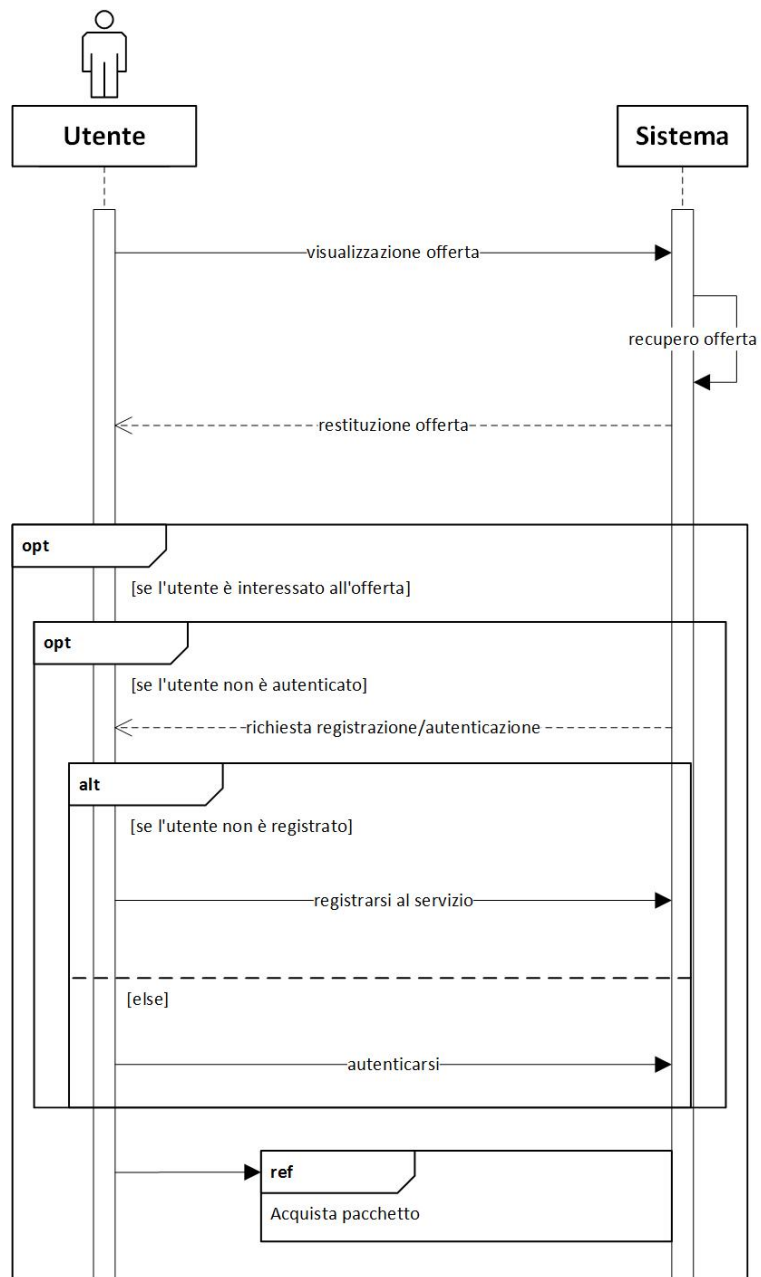 Utente
Sistema
visualizzazione offerta
recupero offerta
restituzione offerta
opt
[se l'utente è interessato all'offerta]
opt
[se l'utente non è autenticato]
richiesta registrazione/autenticazione
alt
[se l'utente non è registrato]
registrarsi al servizio
[else]
autenticarsi
ref
Acquista pacchetto